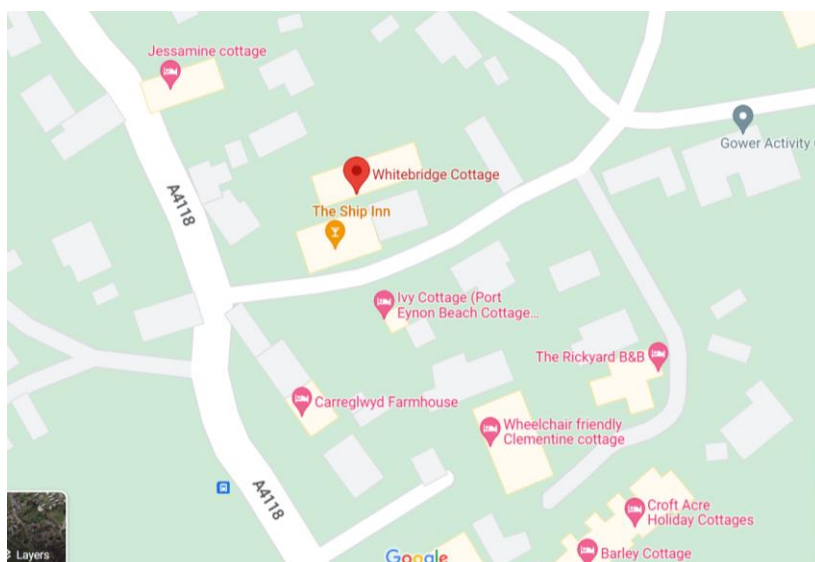 Jessamine cottage
Gower Activity
Whitebridge Cottage
A4118
The Ship Inn
Ivy Cottage (Port
Eynon Beach Cottage...
The Rickyard B&B
Carreglwyd Farmhouse
Wheelchair friendly
Clementine cottage
A4118
Croft Acre
Holiday Cottages
Layers
Google
Barley Cottage